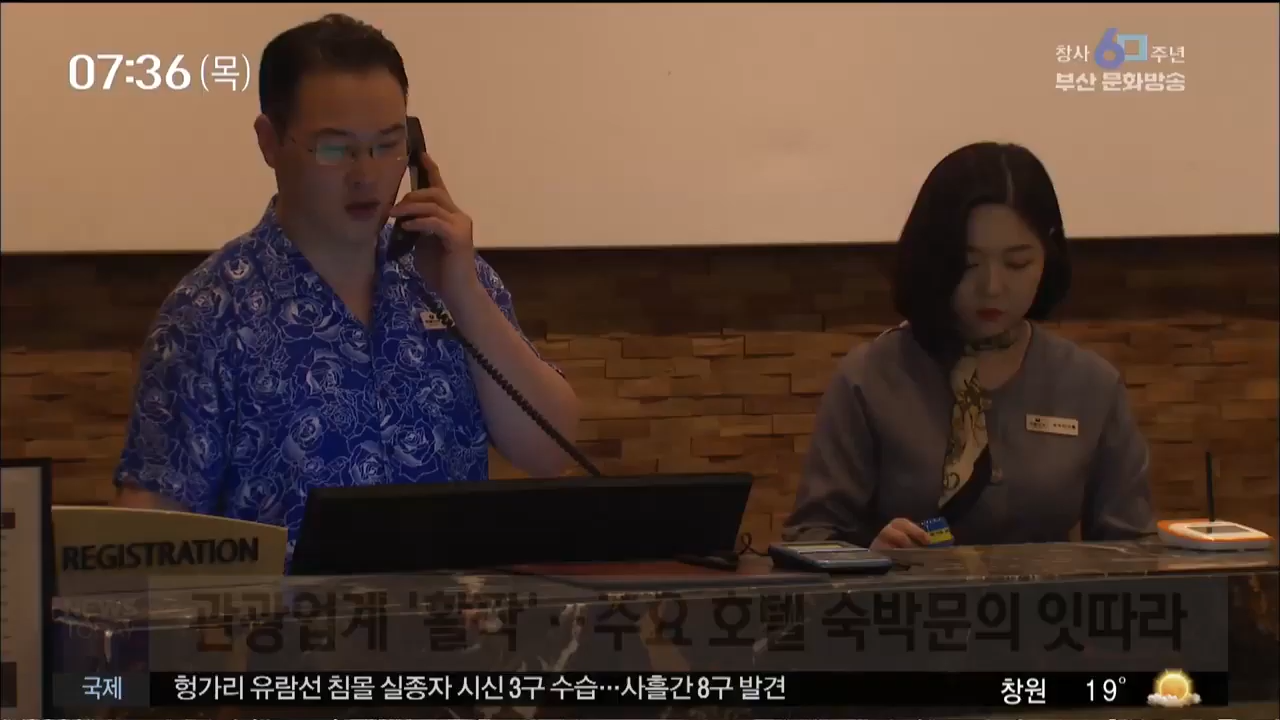 07:36 (목)
창사 60 주년
부산 문화방송
REGISTRATION
관광업계 '활짝'…주요 호텔 숙박문의 잇따라
국제 헝가리 유람선 침몰 실종자 시신 3구 수습…사흘간 8구 발견 창원 19°